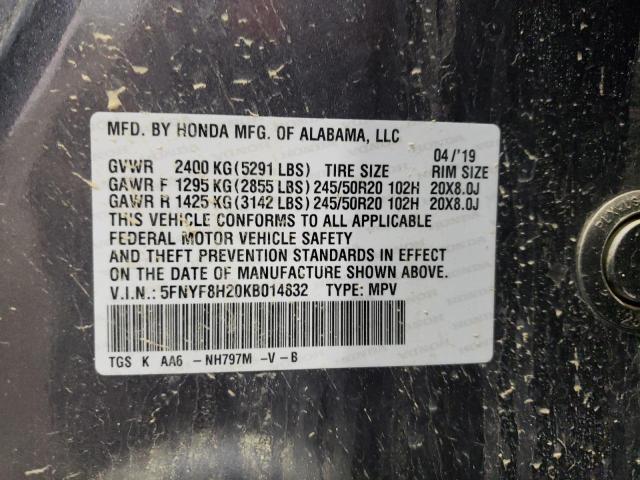 MFD. BY HONDA MFG. OF ALABAMA, LLC
04/'19
GVWR 2400 KG(5291 LBS) TIRE SIZE RIM SIZE
GAWR F 1295 KG(2855 LBS) 245/50R20 102H 20X8.0J
GAWR R 1425 KG(3142 LBS) 245/50R20 102H 20X8.0J
THIS VEHICLE CONFORMS TO ALL APPLICABLE
FEDERAL MOTOR VEHICLE SAFETY
AND THEFT PREVENTION STANDARDS IN EFFECT
ON THE DATE OF MANUFACTURE SHOWN ABOVE.
V.I.N.: 5FNYF8H20KB014832 TYPE: MPV
TGS K AA6 -NH797M -V-B